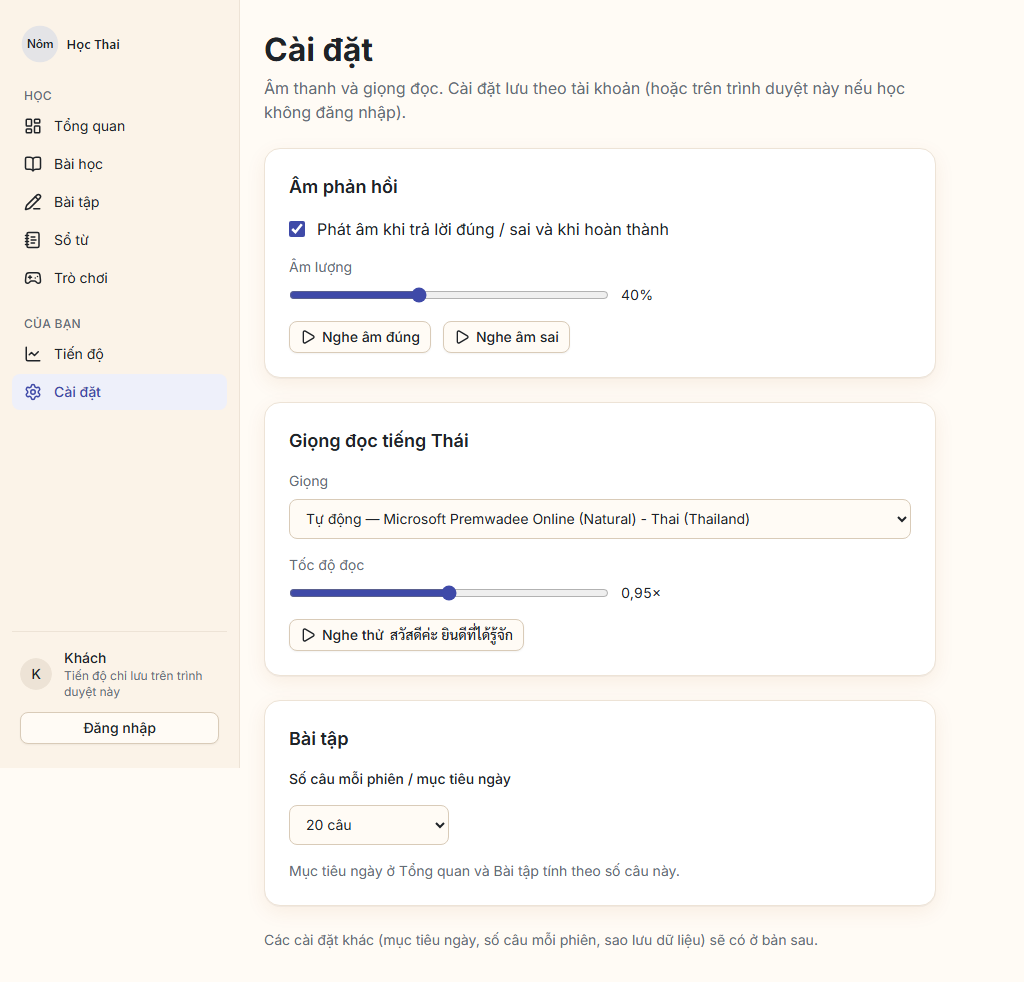 Nôm Học Thai
HỌC
Tổng quan
Bài học
Bài tập
Sổ từ
Trò chơi
CỦA BẠN
Tiến độ
Cài đặt
K
Khách
Tiến độ chỉ lưu trên trình
duyệt này
Đăng nhập
Cài đặt
Âm thanh và giọng đọc. Cài đặt lưu theo tài khoản (hoặc trên trình duyệt này nếu học
không đăng nhập).
Âm phản hồi
Phát âm khi trả lời đúng / sai và khi hoàn thành
Âm lượng
40%
Nghe âm đúng Nghe âm sai
Giọng đọc tiếng Thái
Giọng
Tự động — Microsoft Premwadee Online (Natural) - Thai (Thailand)
Tốc độ đọc
0,95×
Nghe thử สวัสดีค่ะ ยินดีที่ได้รู้จัก
Bài tập
Số câu mỗi phiên / mục tiêu ngày
20 câu
Mục tiêu ngày ở Tổng quan và Bài tập tính theo số câu này.
Các cài đặt khác (mục tiêu ngày, số câu mỗi phiên, sao lưu dữ liệu) sẽ có ở bản sau.